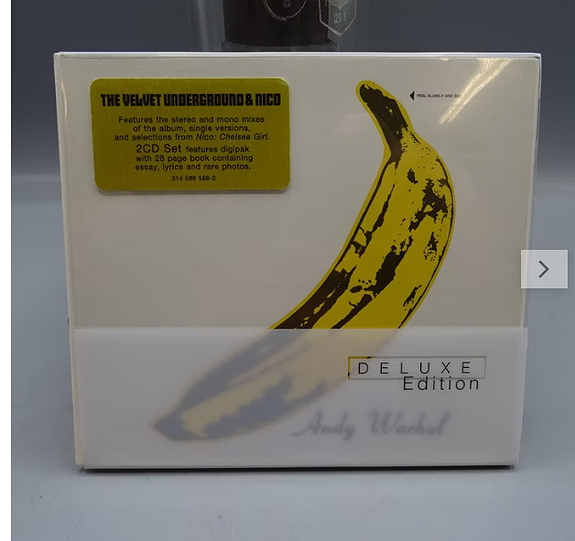 211
THE VELVET UNDERGROUND & NICO
Features the stereo and mono mixes
of the album, single versions,
and selections from Nico: Chelsea Girl.
2CD Set features digipak
with 28 page book containing
essay, lyrics and rare photos.
314 589 588-2
PEEL SLOWLY AND
DELUXE
Edition
Andy Warhol